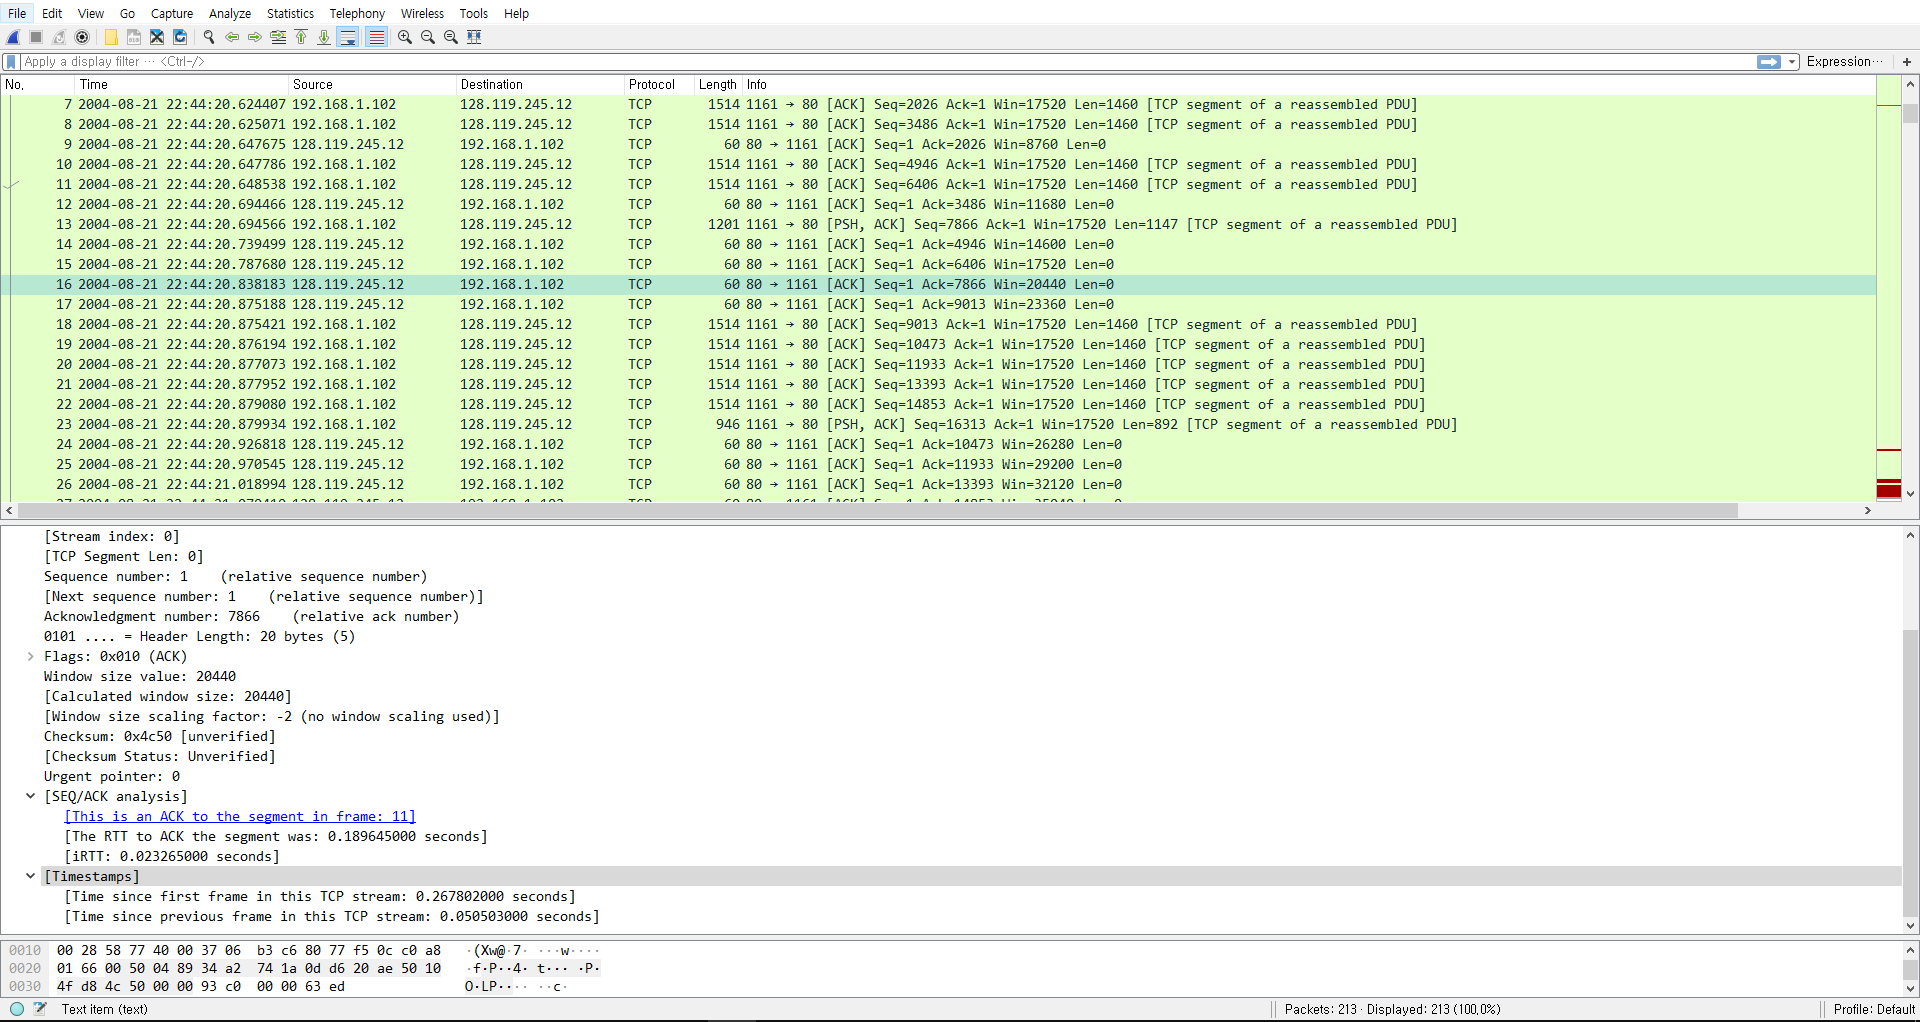 File Edit View Go Capture Analyze Statistics Telephony Wireless Tools Help
Apply a display filter ··· <Ctrl-/>
Expression··· +
No. Time Source Destination Protocol Length Info
7 2004-08-21 22:44:20.624407 192.168.1.102 128.119.245.12 TCP 1514 1161 → 80 [ACK] Seq=2026 Ack=1 Win=17520 Len=1460 [TCP segment of a reassembled PDU]
8 2004-08-21 22:44:20.625071 192.168.1.102 128.119.245.12 TCP 1514 1161 → 80 [ACK] Seq=3486 Ack=1 Win=17520 Len=1460 [TCP segment of a reassembled PDU]
9 2004-08-21 22:44:20.647675 128.119.245.12 192.168.1.102 TCP 60 80 → 1161 [ACK] Seq=1 Ack=2026 Win=8760 Len=0
10 2004-08-21 22:44:20.647786 192.168.1.102 128.119.245.12 TCP 1514 1161 → 80 [ACK] Seq=4946 Ack=1 Win=17520 Len=1460 [TCP segment of a reassembled PDU]
11 2004-08-21 22:44:20.648538 192.168.1.102 128.119.245.12 TCP 1514 1161 → 80 [ACK] Seq=6406 Ack=1 Win=17520 Len=1460 [TCP segment of a reassembled PDU]
12 2004-08-21 22:44:20.694466 128.119.245.12 192.168.1.102 TCP 60 80 → 1161 [ACK] Seq=1 Ack=3486 Win=11680 Len=0
13 2004-08-21 22:44:20.694566 192.168.1.102 128.119.245.12 TCP 1201 1161 → 80 [PSH, ACK] Seq=7866 Ack=1 Win=17520 Len=1147 [TCP segment of a reassembled PDU]
14 2004-08-21 22:44:20.739499 128.119.245.12 192.168.1.102 TCP 60 80 → 1161 [ACK] Seq=1 Ack=4946 Win=14600 Len=0
15 2004-08-21 22:44:20.787680 128.119.245.12 192.168.1.102 TCP 60 80 → 1161 [ACK] Seq=1 Ack=6406 Win=17520 Len=0
16 2004-08-21 22:44:20.838183 128.119.245.12 192.168.1.102 TCP 60 80 → 1161 [ACK] Seq=1 Ack=7866 Win=20440 Len=0
17 2004-08-21 22:44:20.875188 128.119.245.12 192.168.1.102 TCP 60 80 → 1161 [ACK] Seq=1 Ack=9013 Win=23360 Len=0
18 2004-08-21 22:44:20.875421 192.168.1.102 128.119.245.12 TCP 1514 1161 → 80 [ACK] Seq=9013 Ack=1 Win=17520 Len=1460 [TCP segment of a reassembled PDU]
19 2004-08-21 22:44:20.876194 192.168.1.102 128.119.245.12 TCP 1514 1161 → 80 [ACK] Seq=10473 Ack=1 Win=17520 Len=1460 [TCP segment of a reassembled PDU]
20 2004-08-21 22:44:20.877073 192.168.1.102 128.119.245.12 TCP 1514 1161 → 80 [ACK] Seq=11933 Ack=1 Win=17520 Len=1460 [TCP segment of a reassembled PDU]
21 2004-08-21 22:44:20.877952 192.168.1.102 128.119.245.12 TCP 1514 1161 → 80 [ACK] Seq=13393 Ack=1 Win=17520 Len=1460 [TCP segment of a reassembled PDU]
22 2004-08-21 22:44:20.879080 192.168.1.102 128.119.245.12 TCP 1514 1161 → 80 [ACK] Seq=14853 Ack=1 Win=17520 Len=1460 [TCP segment of a reassembled PDU]
23 2004-08-21 22:44:20.879934 192.168.1.102 128.119.245.12 TCP 946 1161 → 80 [PSH, ACK] Seq=16313 Ack=1 Win=17520 Len=892 [TCP segment of a reassembled PDU]
24 2004-08-21 22:44:20.926818 128.119.245.12 192.168.1.102 TCP 60 80 → 1161 [ACK] Seq=1 Ack=10473 Win=26280 Len=0
25 2004-08-21 22:44:20.970545 128.119.245.12 192.168.1.102 TCP 60 80 → 1161 [ACK] Seq=1 Ack=11933 Win=29200 Len=0
26 2004-08-21 22:44:21.018994 128.119.245.12 192.168.1.102 TCP 60 80 → 1161 [ACK] Seq=1 Ack=13393 Win=32120 Len=0
[Stream index: 0]
[TCP Segment Len: 0]
Sequence number: 1 (relative sequence number)
[Next sequence number: 1 (relative sequence number)]
Acknowledgment number: 7866 (relative ack number)
0101 .... = Header Length: 20 bytes (5)
Flags: 0x010 (ACK)
Window size value: 20440
[Calculated window size: 20440]
[Window size scaling factor: -2 (no window scaling used)]
Checksum: 0x4c50 [unverified]
[Checksum Status: Unverified]
Urgent pointer: 0
[SEQ/ACK analysis]
[This is an ACK to the segment in frame: 11]
[The RTT to ACK the segment was: 0.189645000 seconds]
[iRTT: 0.023265000 seconds]
[Timestamps]
[Time since first frame in this TCP stream: 0.267802000 seconds]
[Time since previous frame in this TCP stream: 0.050503000 seconds]
0010 00 28 58 77 40 00 37 06 b3 c6 80 77 f5 0c c0 a8 ·(Xw@·7· ···w····
0020 01 66 00 50 04 89 34 a2 74 1a 0d d6 20 ae 50 10 ·f·P··4· t··· ·P·
0030 4f d8 4c 50 00 00 93 c0 00 00 63 ed O·LP···· ··c·
Text item (text) Packets: 213 · Displayed: 213 (100,0%) Profile: Default